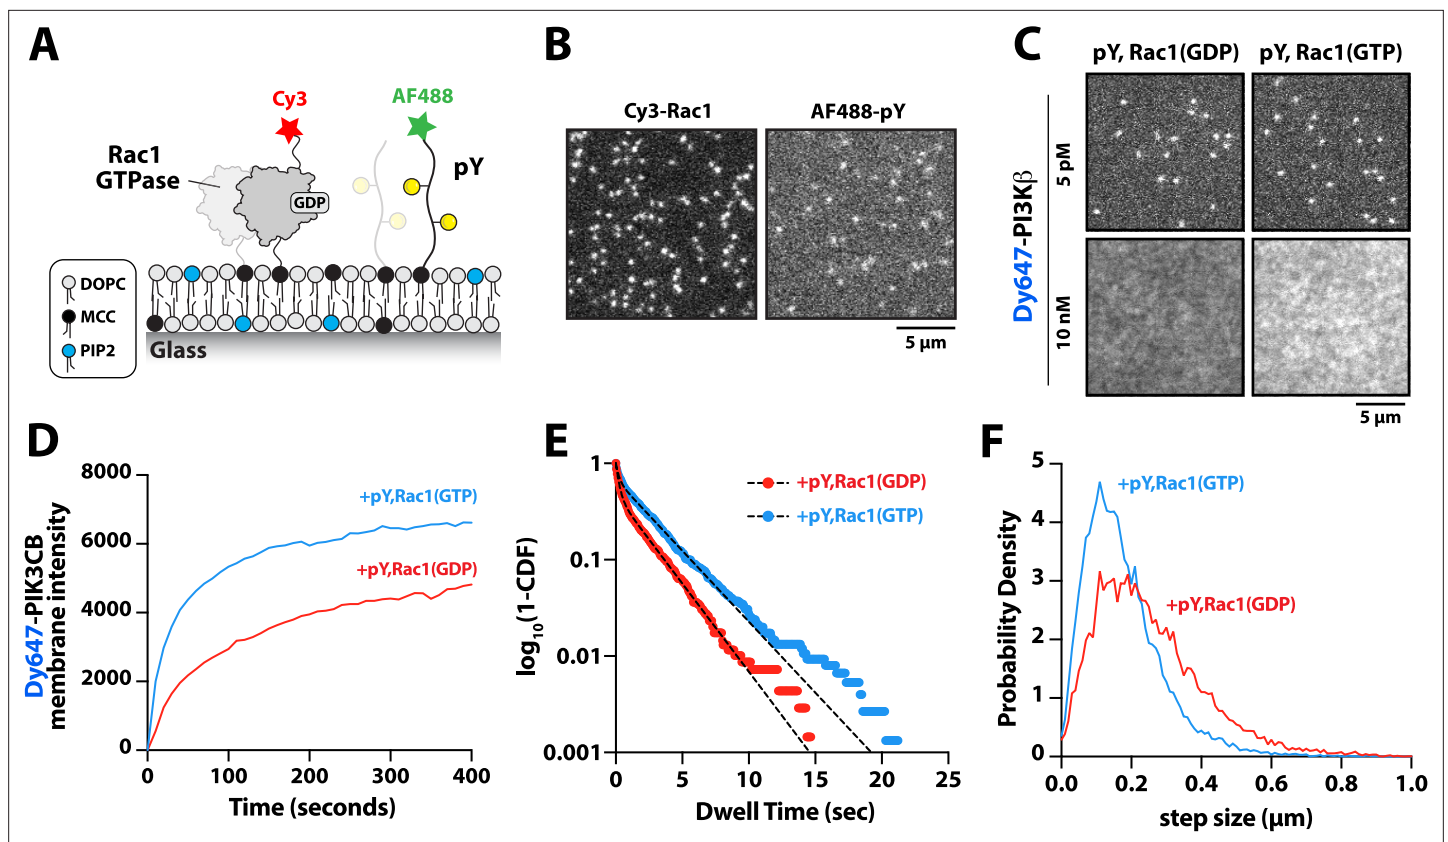 A
Cy3
AF488
Rac1
GTPase
pY
GDP
DOPC
MCC
PIP2
Glass
B
Cy3-Rac1
AF488-pY
5 μm
C
pY, Rac1(GDP)
pY, Rac1(GTP)
Dy647-PI3Kβ
5 pM
10 nM
5 μm
D
Dy647-PIK3CB
membrane intensity
8000
6000
4000
2000
0
+pY,Rac1(GTP)
+pY,Rac1(GDP)
0
100
200
300
400
Time (seconds)
E
log10(1-CDF)
1
0.1
0.01
0.001
+pY,Rac1(GDP)
+pY,Rac1(GTP)
0
5
10
15
20
25
Dwell Time (sec)
F
Probability Density
5
4
3
2
1
0
+pY,Rac1(GTP)
+pY,Rac1(GDP)
0.0
0.2
0.4
0.6
0.8
1.0
step size (μm)